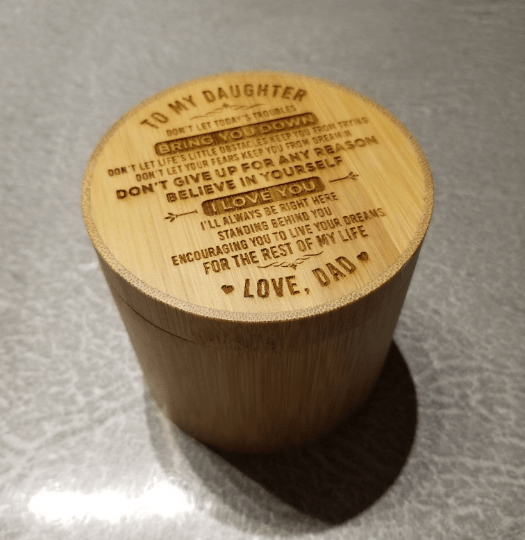 TO MY DAUGHTER
DON'T LET TODAY'S TROUBLES
BRING YOU DOWN
DON'T LET LIFE'S LITTLE OBSTACLES KEEP YOU FROM TRYING
DON'T LET YOUR FEARS KEEP YOU FROM DREAMIN
DON'T GIVE UP FOR ANY REASON
BELIEVE IN YOURSELF
I LOVE YOU
I'LL ALWAYS BE RIGHT HERE
STANDING BEHIND YOU
ENCOURAGING YOU TO LIVE YOUR DREAMS
FOR THE REST OF MY LIFE
LOVE, DAD